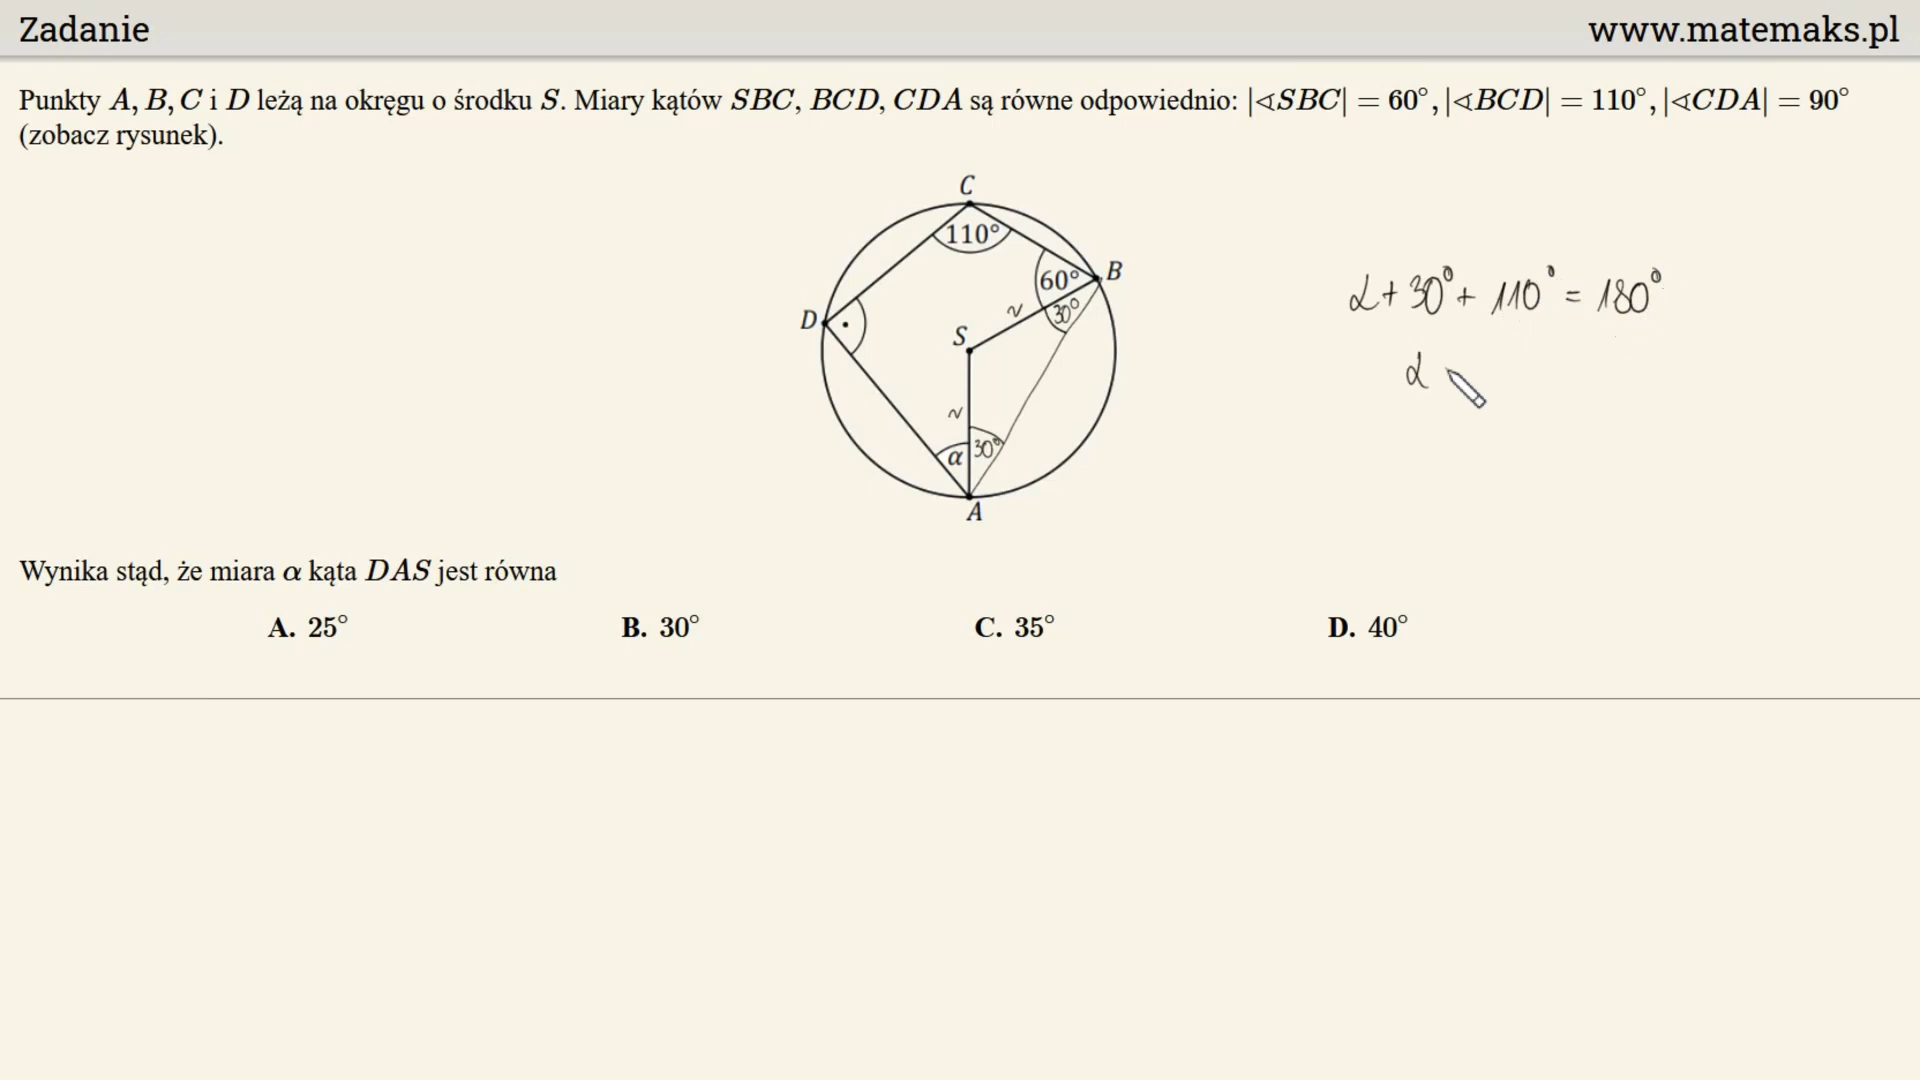 Zadanie
www.matemaks.pl
Punkty A, B, C i D leżą na okręgu o środku S. Miary kątów SBC, BCD, CDA są równe odpowiednio: |∢SBC| = 60°, |∢BCD| = 110°, |∢CDA| = 90°
(zobacz rysunek).
C
110°
B
60°
30°
r
D
S
r
30°
α
A
α + 30° + 110° = 180°
α
Wynika stąd, że miara α kąta DAS jest równa
A. 25°
B. 30°
C. 35°
D. 40°